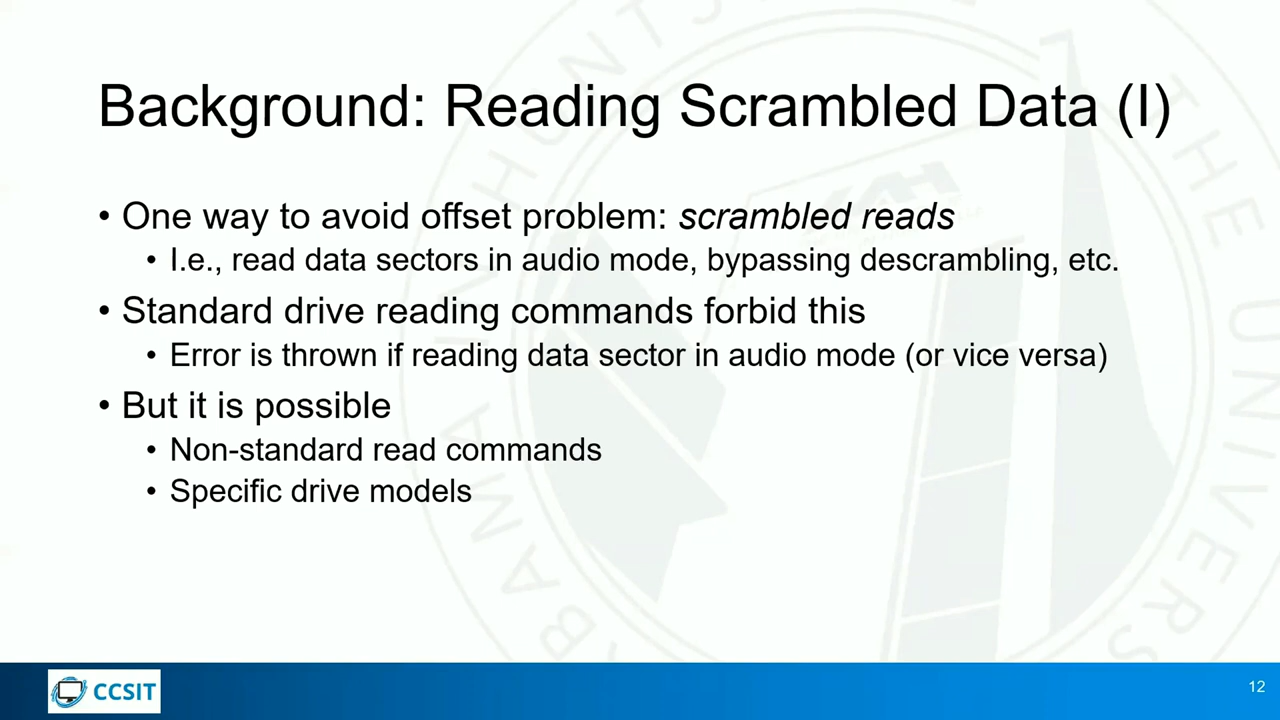 Background: Reading Scrambled Data (I)
• One way to avoid offset problem: scrambled reads
• I.e., read data sectors in audio mode, bypassing descrambling, etc.
• Standard drive reading commands forbid this
• Error is thrown if reading data sector in audio mode (or vice versa)
• But it is possible
• Non-standard read commands
• Specific drive models
CCSIT
12